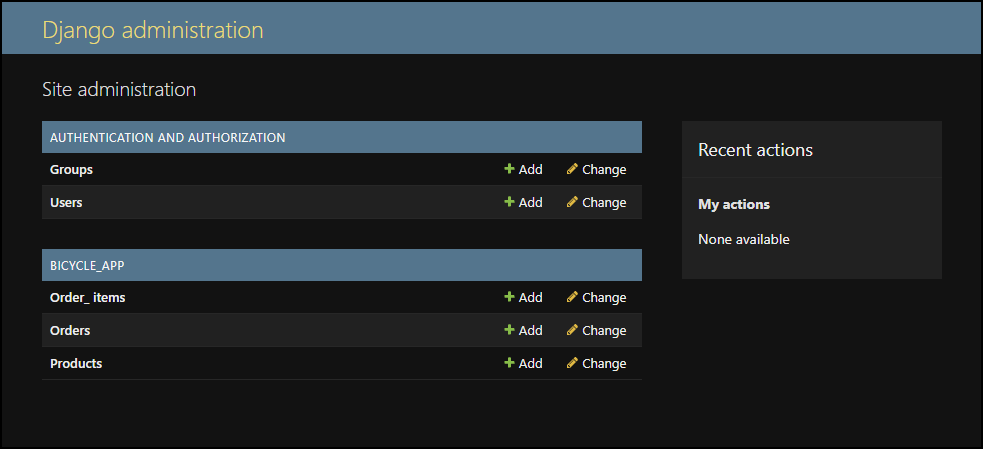 Django administration
Site administration
AUTHENTICATION AND AUTHORIZATION
Groups Add Change
Users Add Change
BICYCLE_APP
Order_ items Add Change
Orders Add Change
Products Add Change
Recent actions
My actions
None available